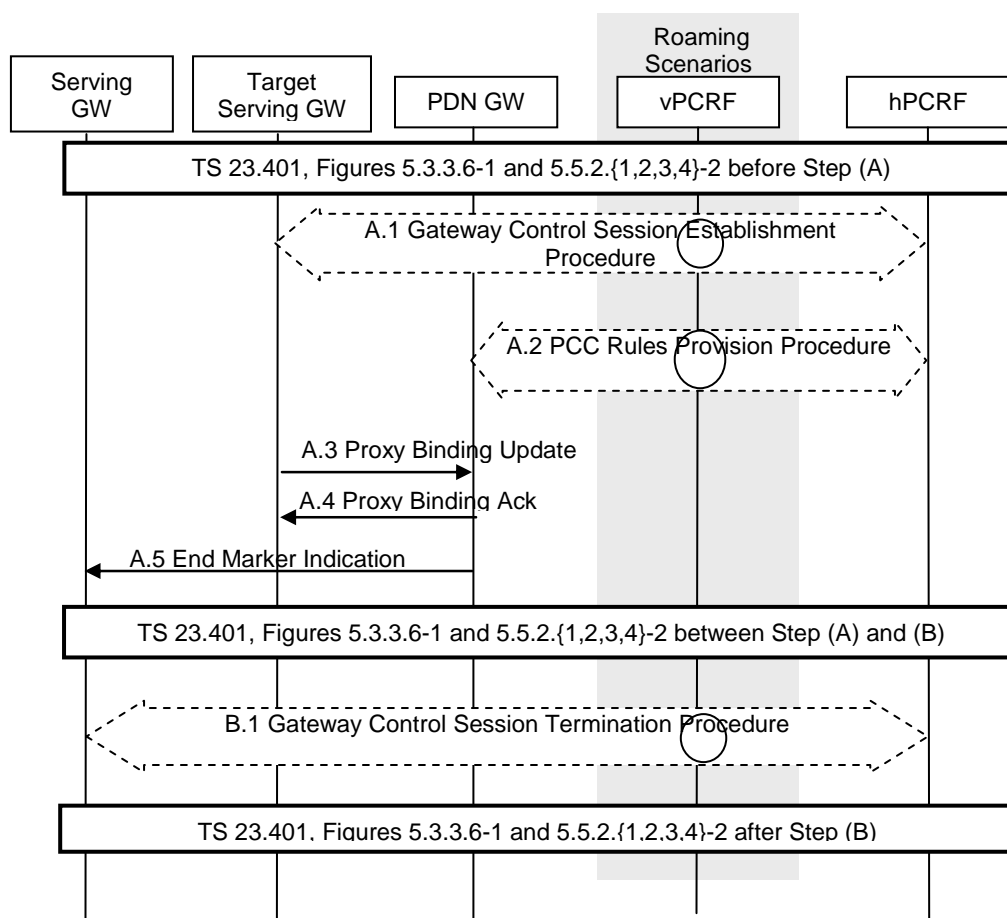 Roaming
Scenarios
Serving
GW
Target
Serving GW
PDN GW
vPCRF
hPCRF
TS 23.401, Figures 5.3.3.6-1 and 5.5.2.{1,2,3,4}-2 before Step (A)
A.1 Gateway Control Session Establishment
Procedure
A.2 PCC Rules Provision Procedure
A.3 Proxy Binding Update
A.4 Proxy Binding Ack
A.5 End Marker Indication
TS 23.401, Figures 5.3.3.6-1 and 5.5.2.{1,2,3,4}-2 between Step (A) and (B)
B.1 Gateway Control Session Termination Procedure
TS 23.401, Figures 5.3.3.6-1 and 5.5.2.{1,2,3,4}-2 after Step (B)